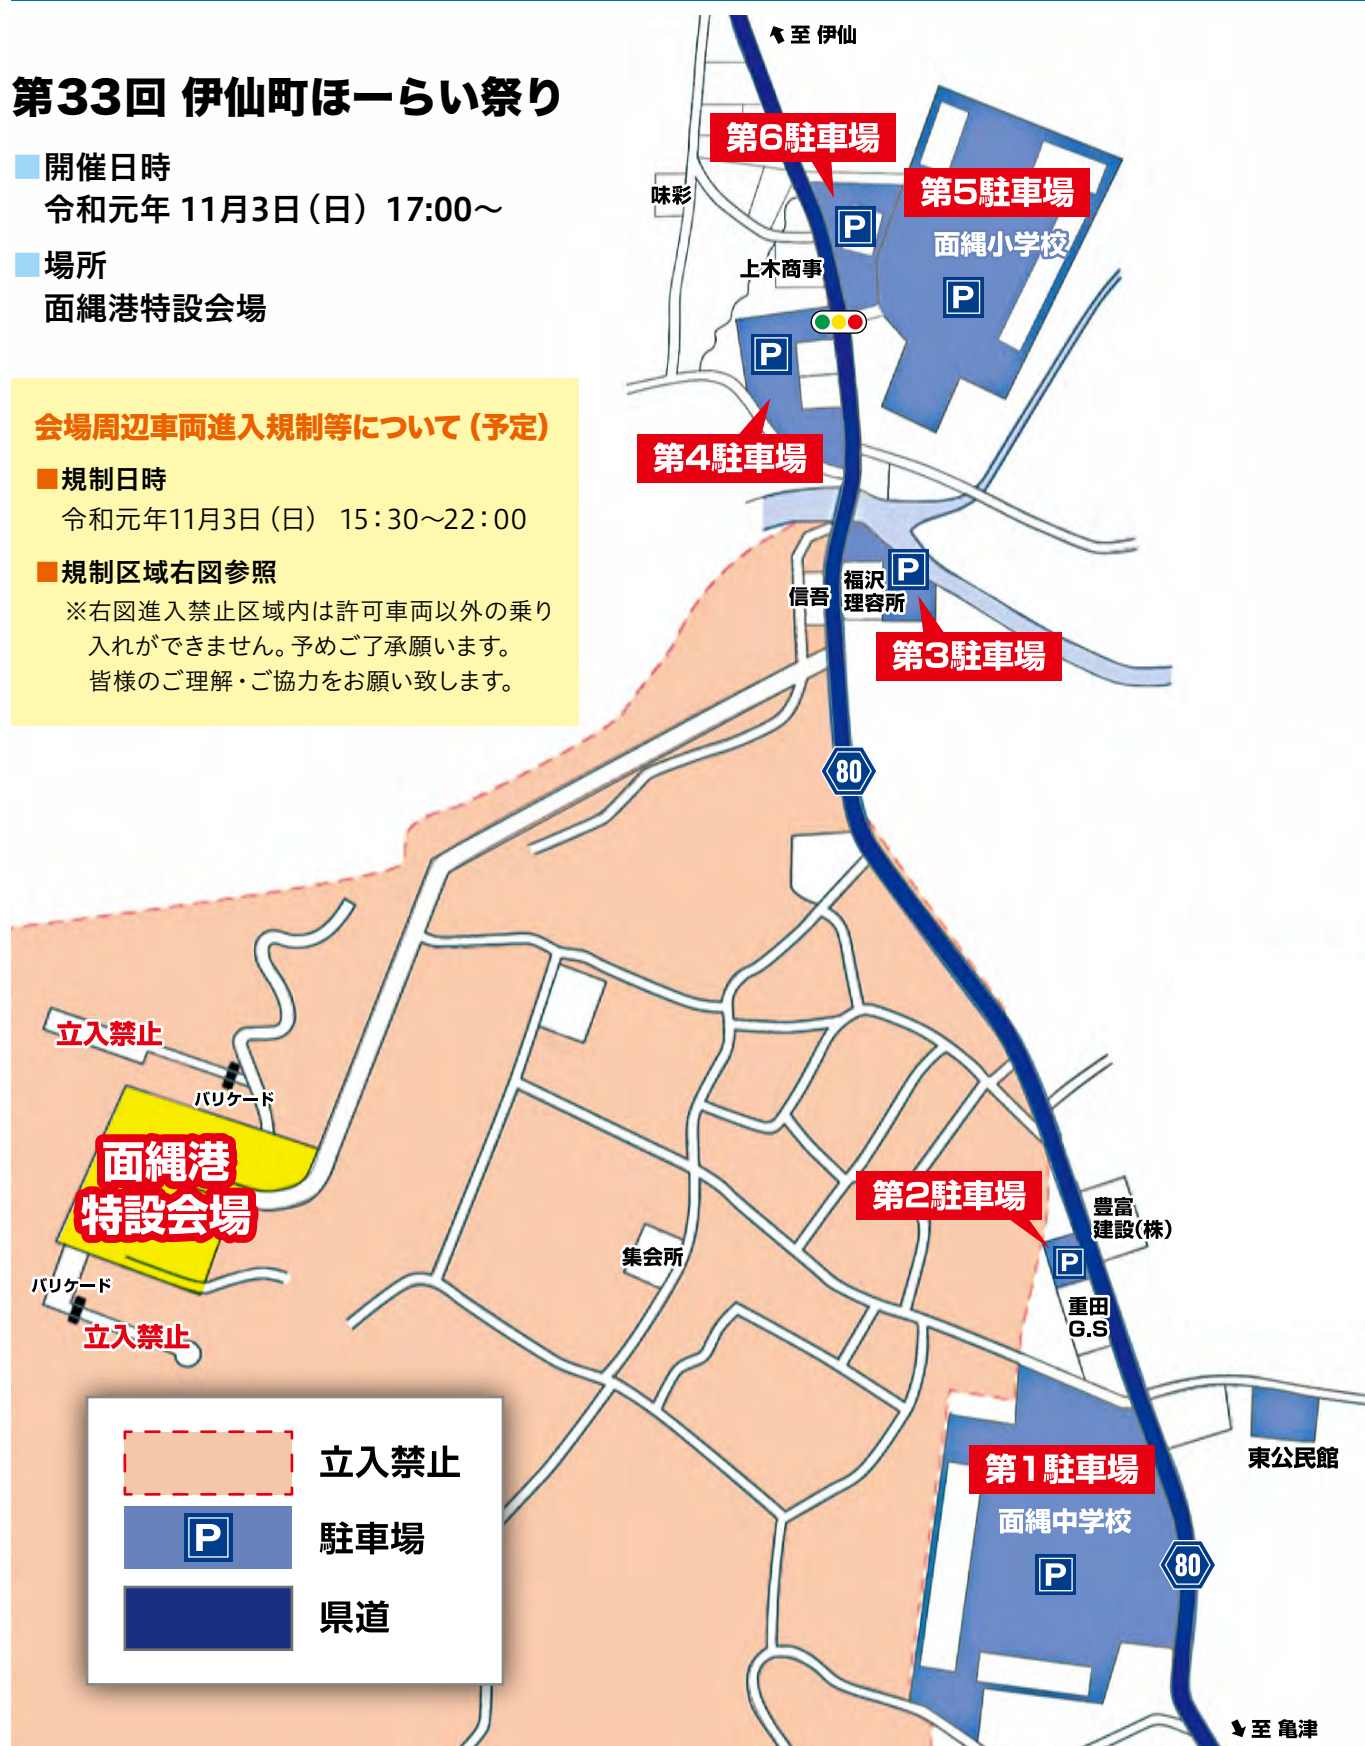 第33回 伊仙町ほーらい祭り
■開催日時
令和元年 11月3日（日） 17:00～
■場所
面縄港特設会場
会場周辺車両進入規制等について（予定）
■規制日時
令和元年11月3日（日） 15：30～22：00
■規制区域右図参照
※右図進入禁止区域内は許可車両以外の乗り
入れができません。予めご了承願います。
皆様のご理解・ご協力をお願い致します。
至 伊仙
第6駐車場
P
味彩
上木商事
第5駐車場
面縄小学校
P
P
第4駐車場
信吾
福沢
理容所
P
第3駐車場
80
立入禁止
バリケード
面縄港
特設会場
バリケード
立入禁止
集会所
第2駐車場
P
豊富
建設(株)
重田
G.S
東公民館
第1駐車場
面縄中学校
P
80
至 亀津
立入禁止
P
駐車場
県道